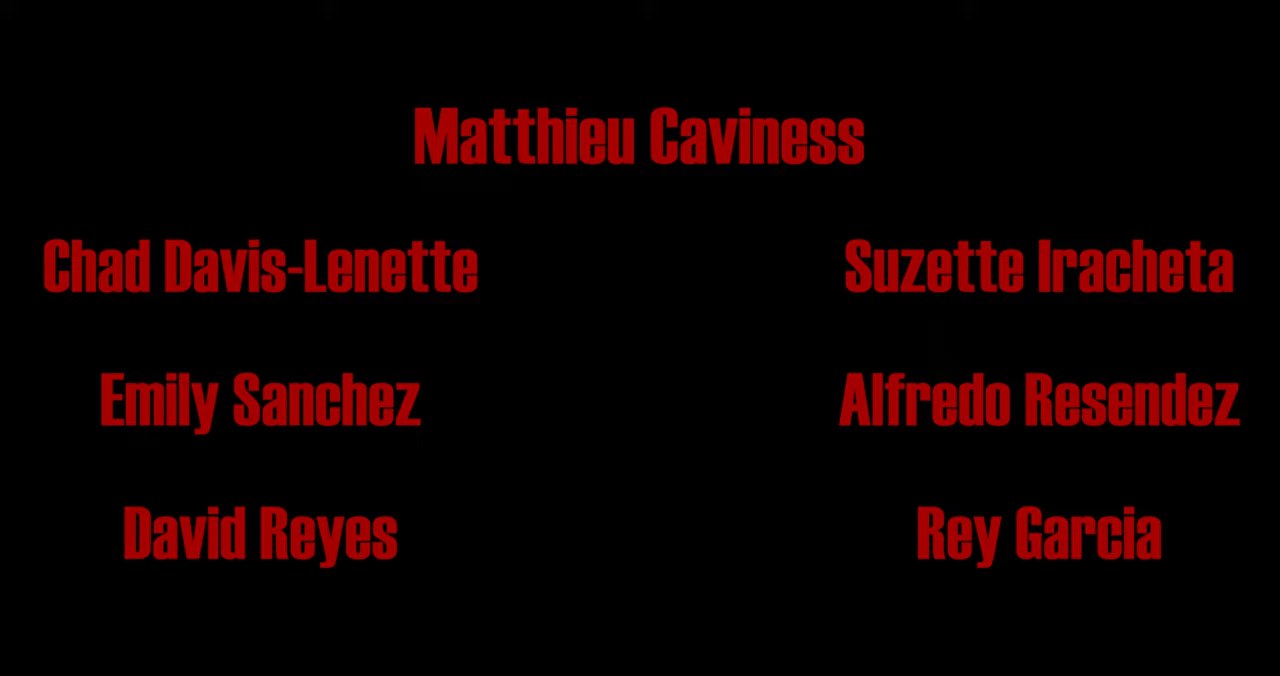 Matthieu Caviness
Chad Davis-Lenette
Suzette Iracheta
Emily Sanchez
Alfredo Resendez
David Reyes
Rey Garcia